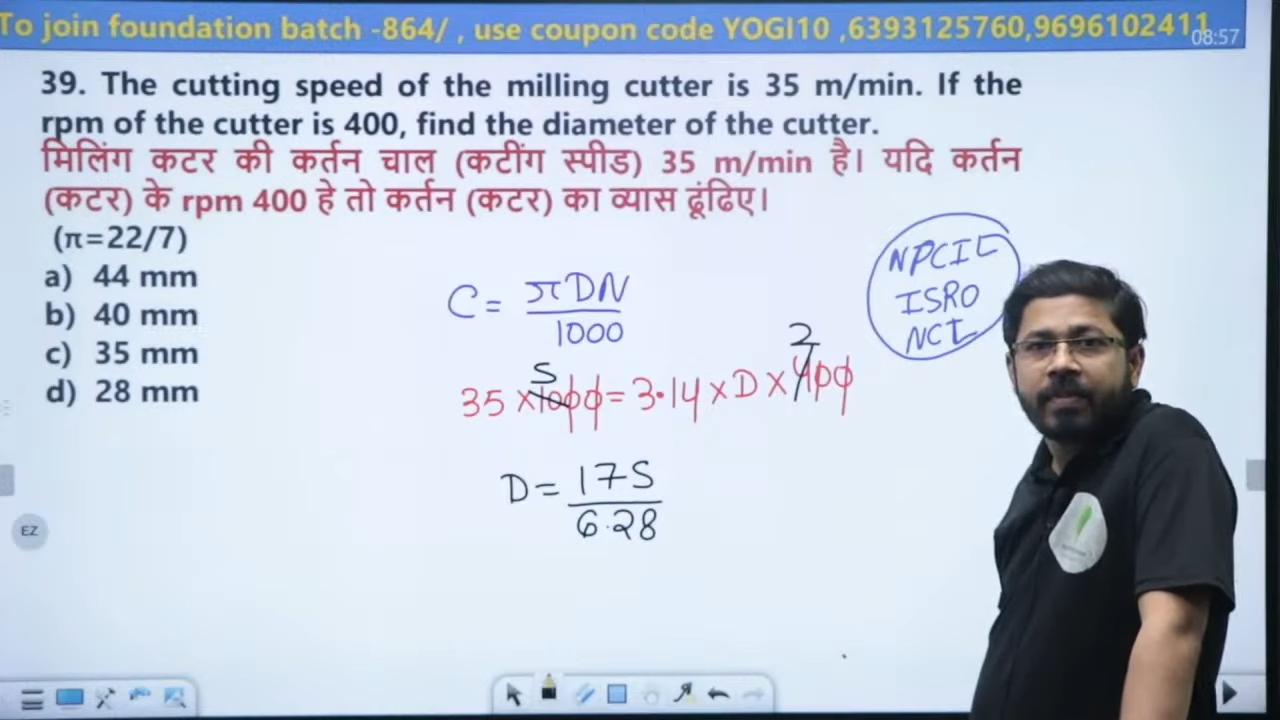 To join foundation batch -864/ , use coupon code YOGI10 ,6393125760,9696102411
08:57
39. The cutting speed of the milling cutter is 35 m/min. If the
rpm of the cutter is 400, find the diameter of the cutter.
मिलिंग कटर की कर्तन चाल (कटींग स्पीड) 35 m/min है। यदि कर्तन
(कटर) के rpm 400 हे तो कर्तन (कटर) का व्यास ढूंढिए।
(π=22/7)
a) 44 mm
b) 40 mm
c) 35 mm
d) 28 mm
NPCIL
ISRO
NCL
C = πDN / 1000
5 2
35 × 1000 = 3.14 × D × 400
D = 175 / 6.28
EZ